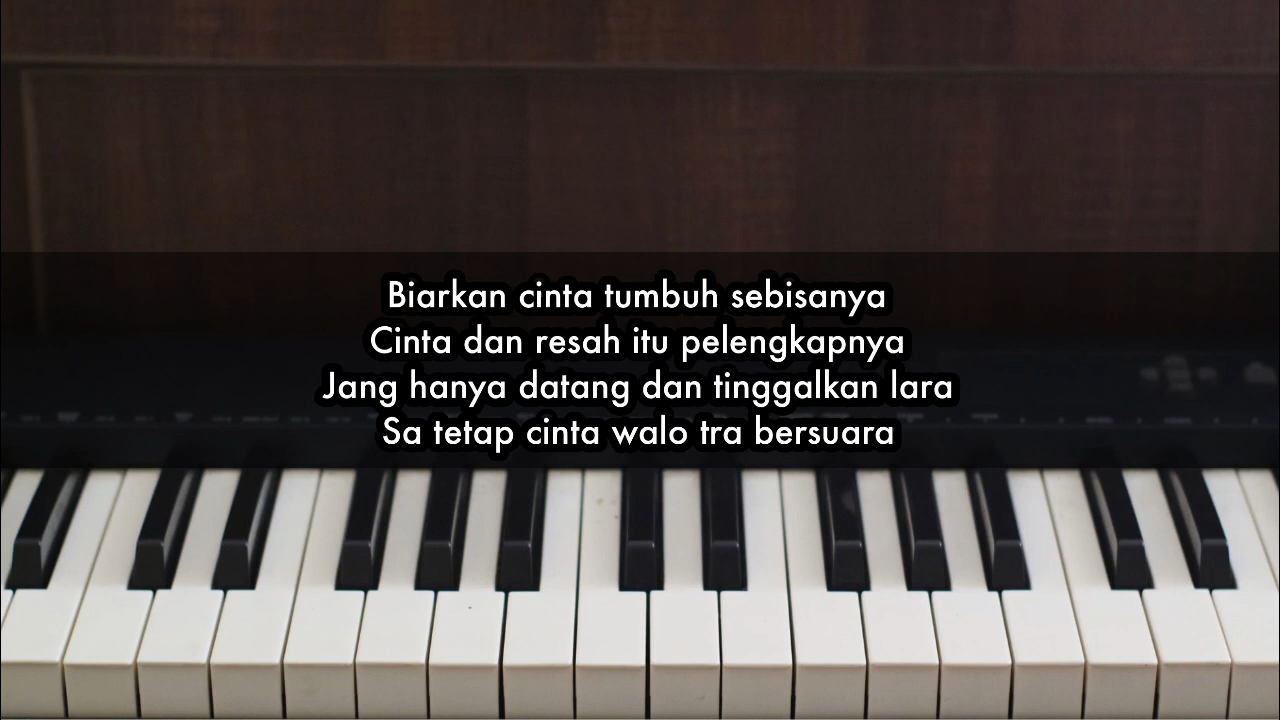 Biarkan cinta tumbuh sebisanya
Cinta dan resah itu pelengkapnya
Jang hanya datang dan tinggalkan lara
Sa tetap cinta walo tra bersuara